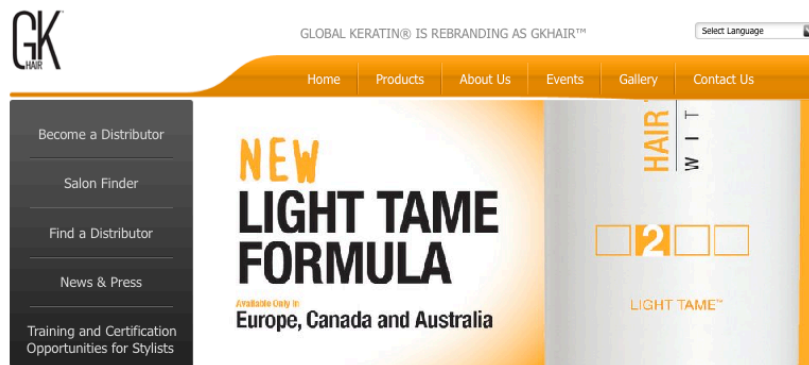 GK
HAIR
GLOBAL KERATIN® IS REBRANDING AS GKHAIR™
Select Language
Home
Products
About Us
Events
Gallery
Contact Us
Become a Distributor
Salon Finder
Find a Distributor
News & Press
Training and Certification
Opportunities for Stylists
NEW
LIGHT TAME
FORMULA
Available Only in
Europe, Canada and Australia
HAIR
WIT
2
LIGHT TAME™